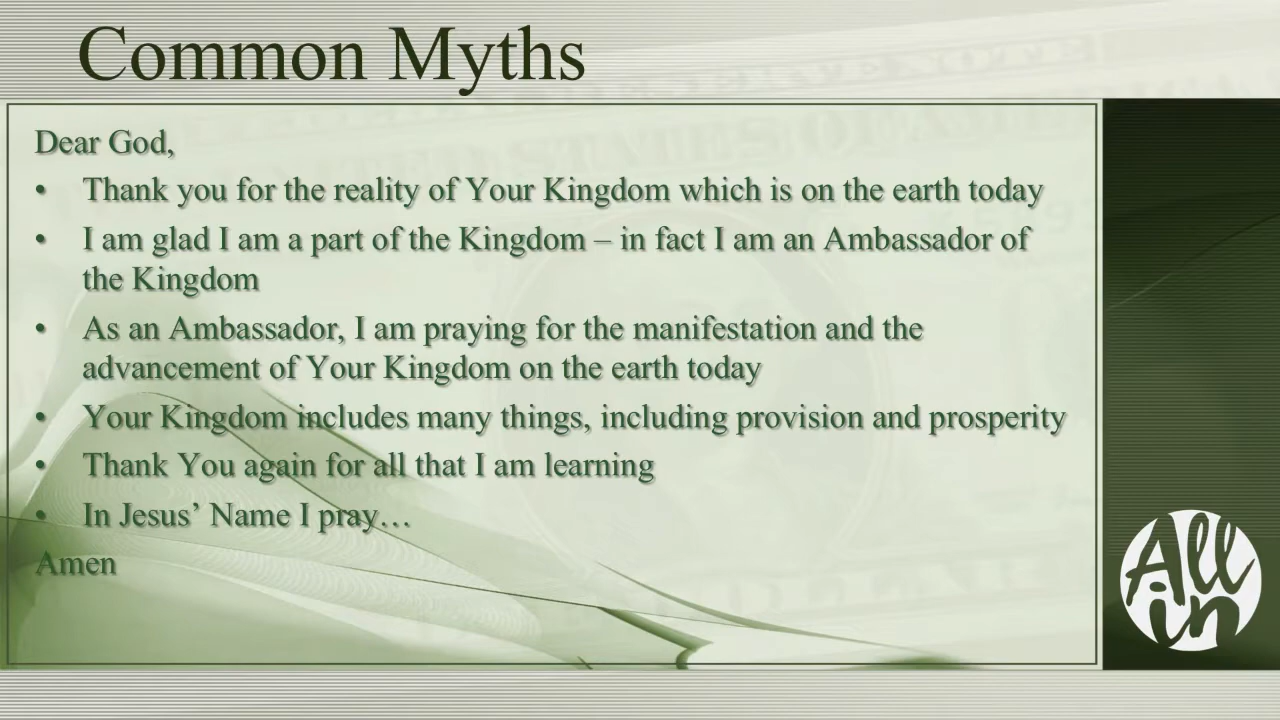 Common Myths
Dear God,
• Thank you for the reality of Your Kingdom which is on the earth today
• I am glad I am a part of the Kingdom – in fact I am an Ambassador of
the Kingdom
• As an Ambassador, I am praying for the manifestation and the
advancement of Your Kingdom on the earth today
• Your Kingdom includes many things, including provision and prosperity
• Thank You again for all that I am learning
• In Jesus’ Name I pray…
Amen
All
in